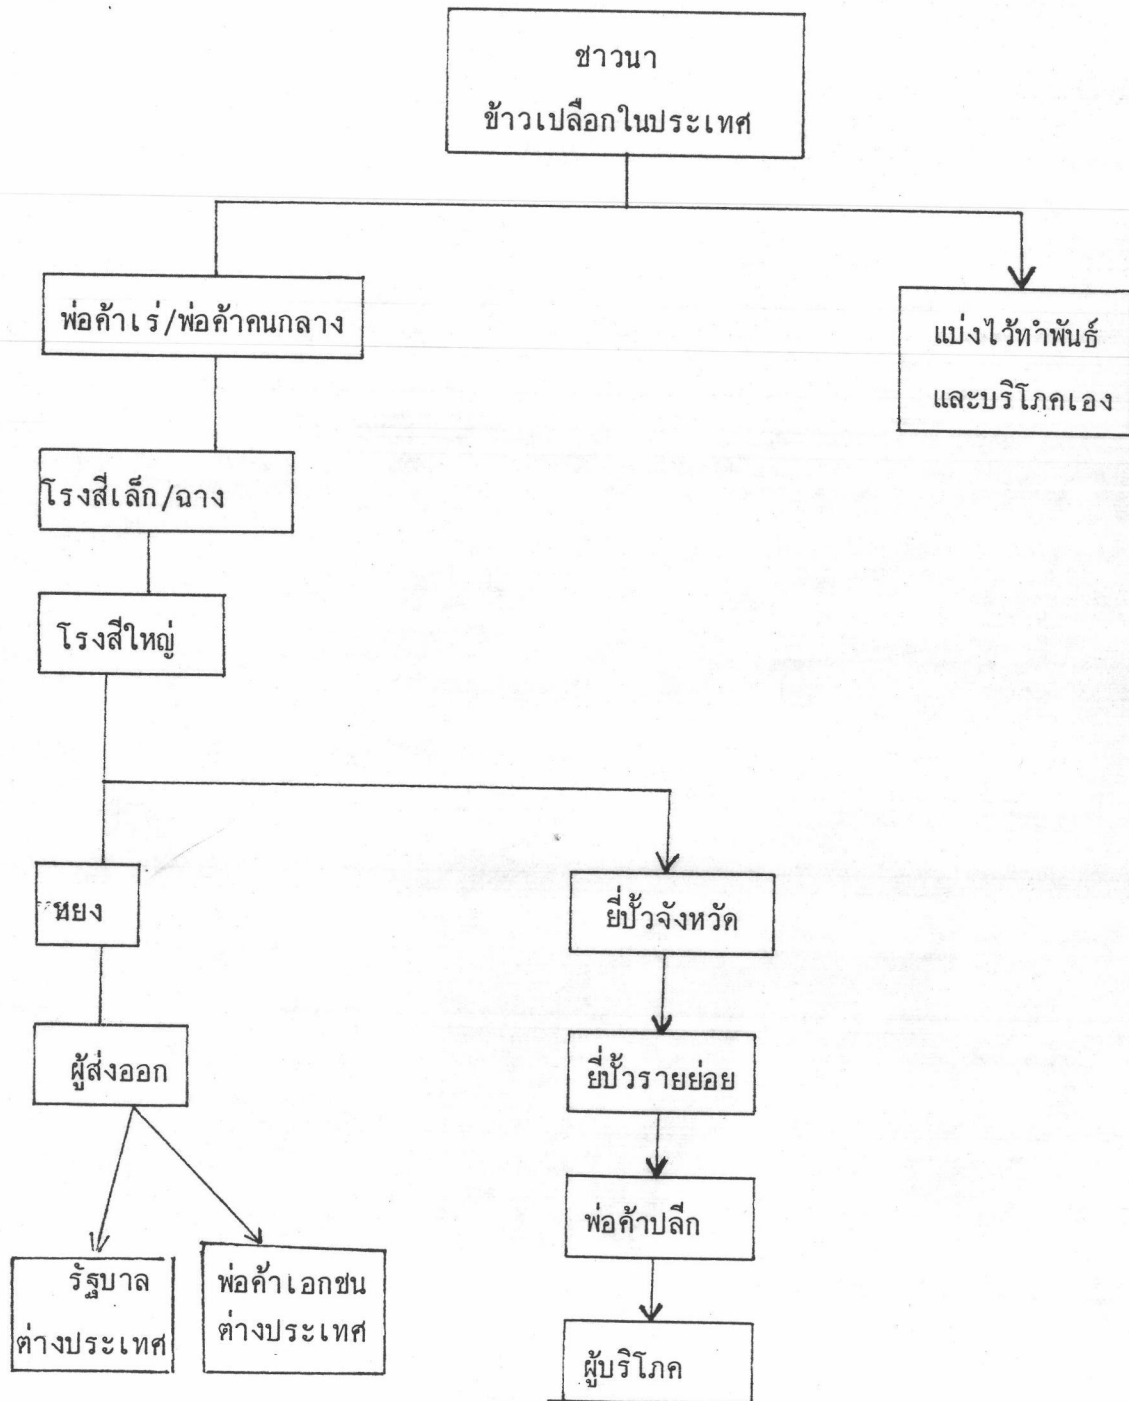 ชาวนา
ข้าวเปลือกในประเทศ
พ่อค้าเร่/พ่อค้าคนกลาง
แบ่งไว้ทำพันธ์
และบริโภคเอง
โรงสีเล็ก/ฉาง
โรงสีใหญ่
หยง
ยี่ปั้วจังหวัด
ผู้ส่งออก
ยี่ปั้วรายย่อย
พ่อค้าปลีก
รัฐบาล
ต่างประเทศ
พ่อค้าเอกชน
ต่างประเทศ
ผู้บริโภค